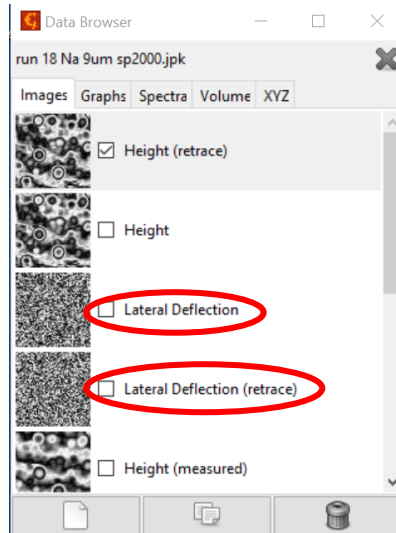 Data Browser
run 18 Na 9um sp2000.jpk
Images Graphs Spectra Volume XYZ
Height (retrace)
Height
Lateral Deflection
Lateral Deflection (retrace)
Height (measured)